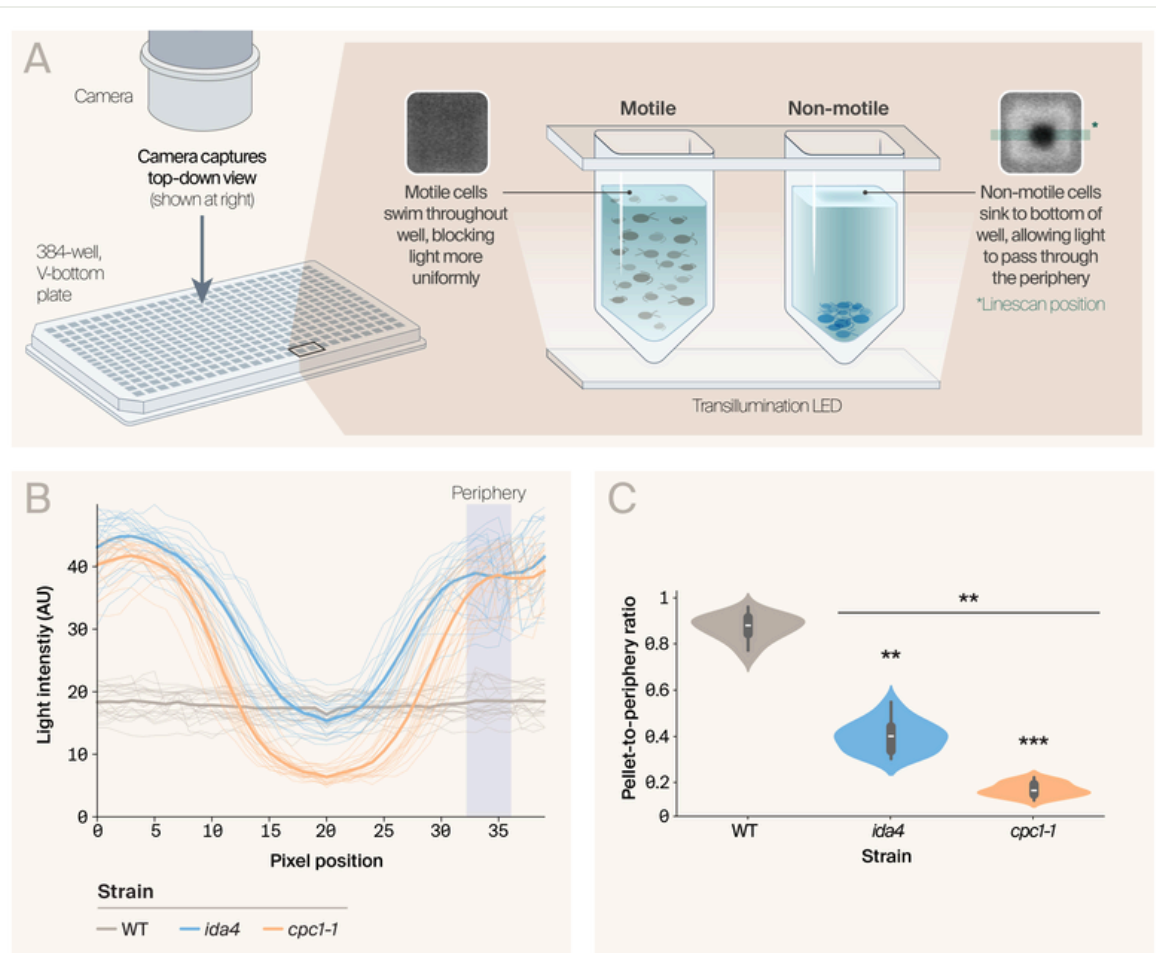 A
Camera
Camera captures
top-down view
(shown at right)
384-well,
V-bottom
plate
Motile cells
swim throughout
well, blocking
light more
uniformly
Motile
Non-motile
*
Non-motile cells
sink to bottom of
well, allowing light
to pass through
the periphery
*Linescan position
Transillumination LED
B
Periphery
Light intenstiy (AU)
40
30
20
10
0
0 5 10 15 20 25 30 35
Pixel position
Strain
WT ida4 cpc1-1
C
Pellet-to-periphery ratio
1
0.8
0.6
0.4
0.2
0
**
**
***
WT ida4 cpc1-1
Strain